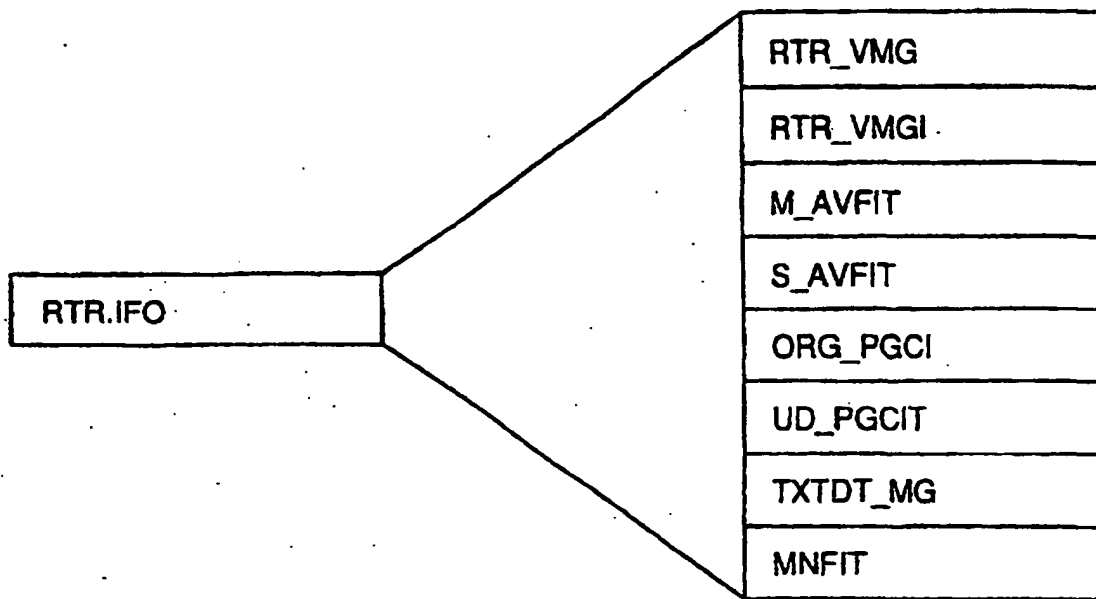 RTR.IFO
RTR_VMG
RTR_VMGI
M_AVFIT
S_AVFIT
ORG_PGCI
UD_PGCIT
TXTDT_MG
MNFIT